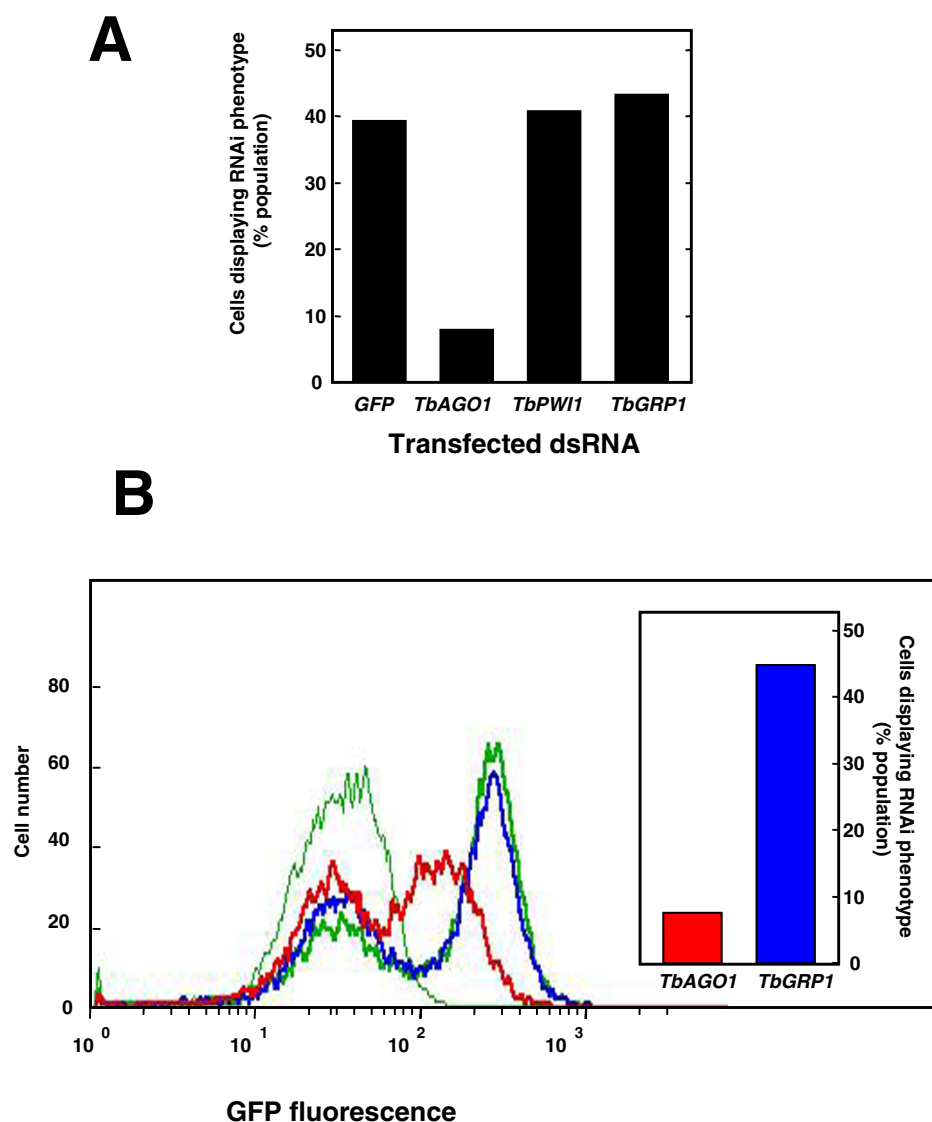 A
Cells displaying RNAi phenotype
(% population)
50
40
30
20
10
0
GFP TbAGO1 TbPWI1 TbGRP1
Transfected dsRNA
B
Cell number
80
60
40
20
0
10 0 10 1 10 2 10 3
GFP fluorescence
50
40
30
20
10
0
Cells displaying RNAi phenotype
(% population)
TbAGO1 TbGRP1